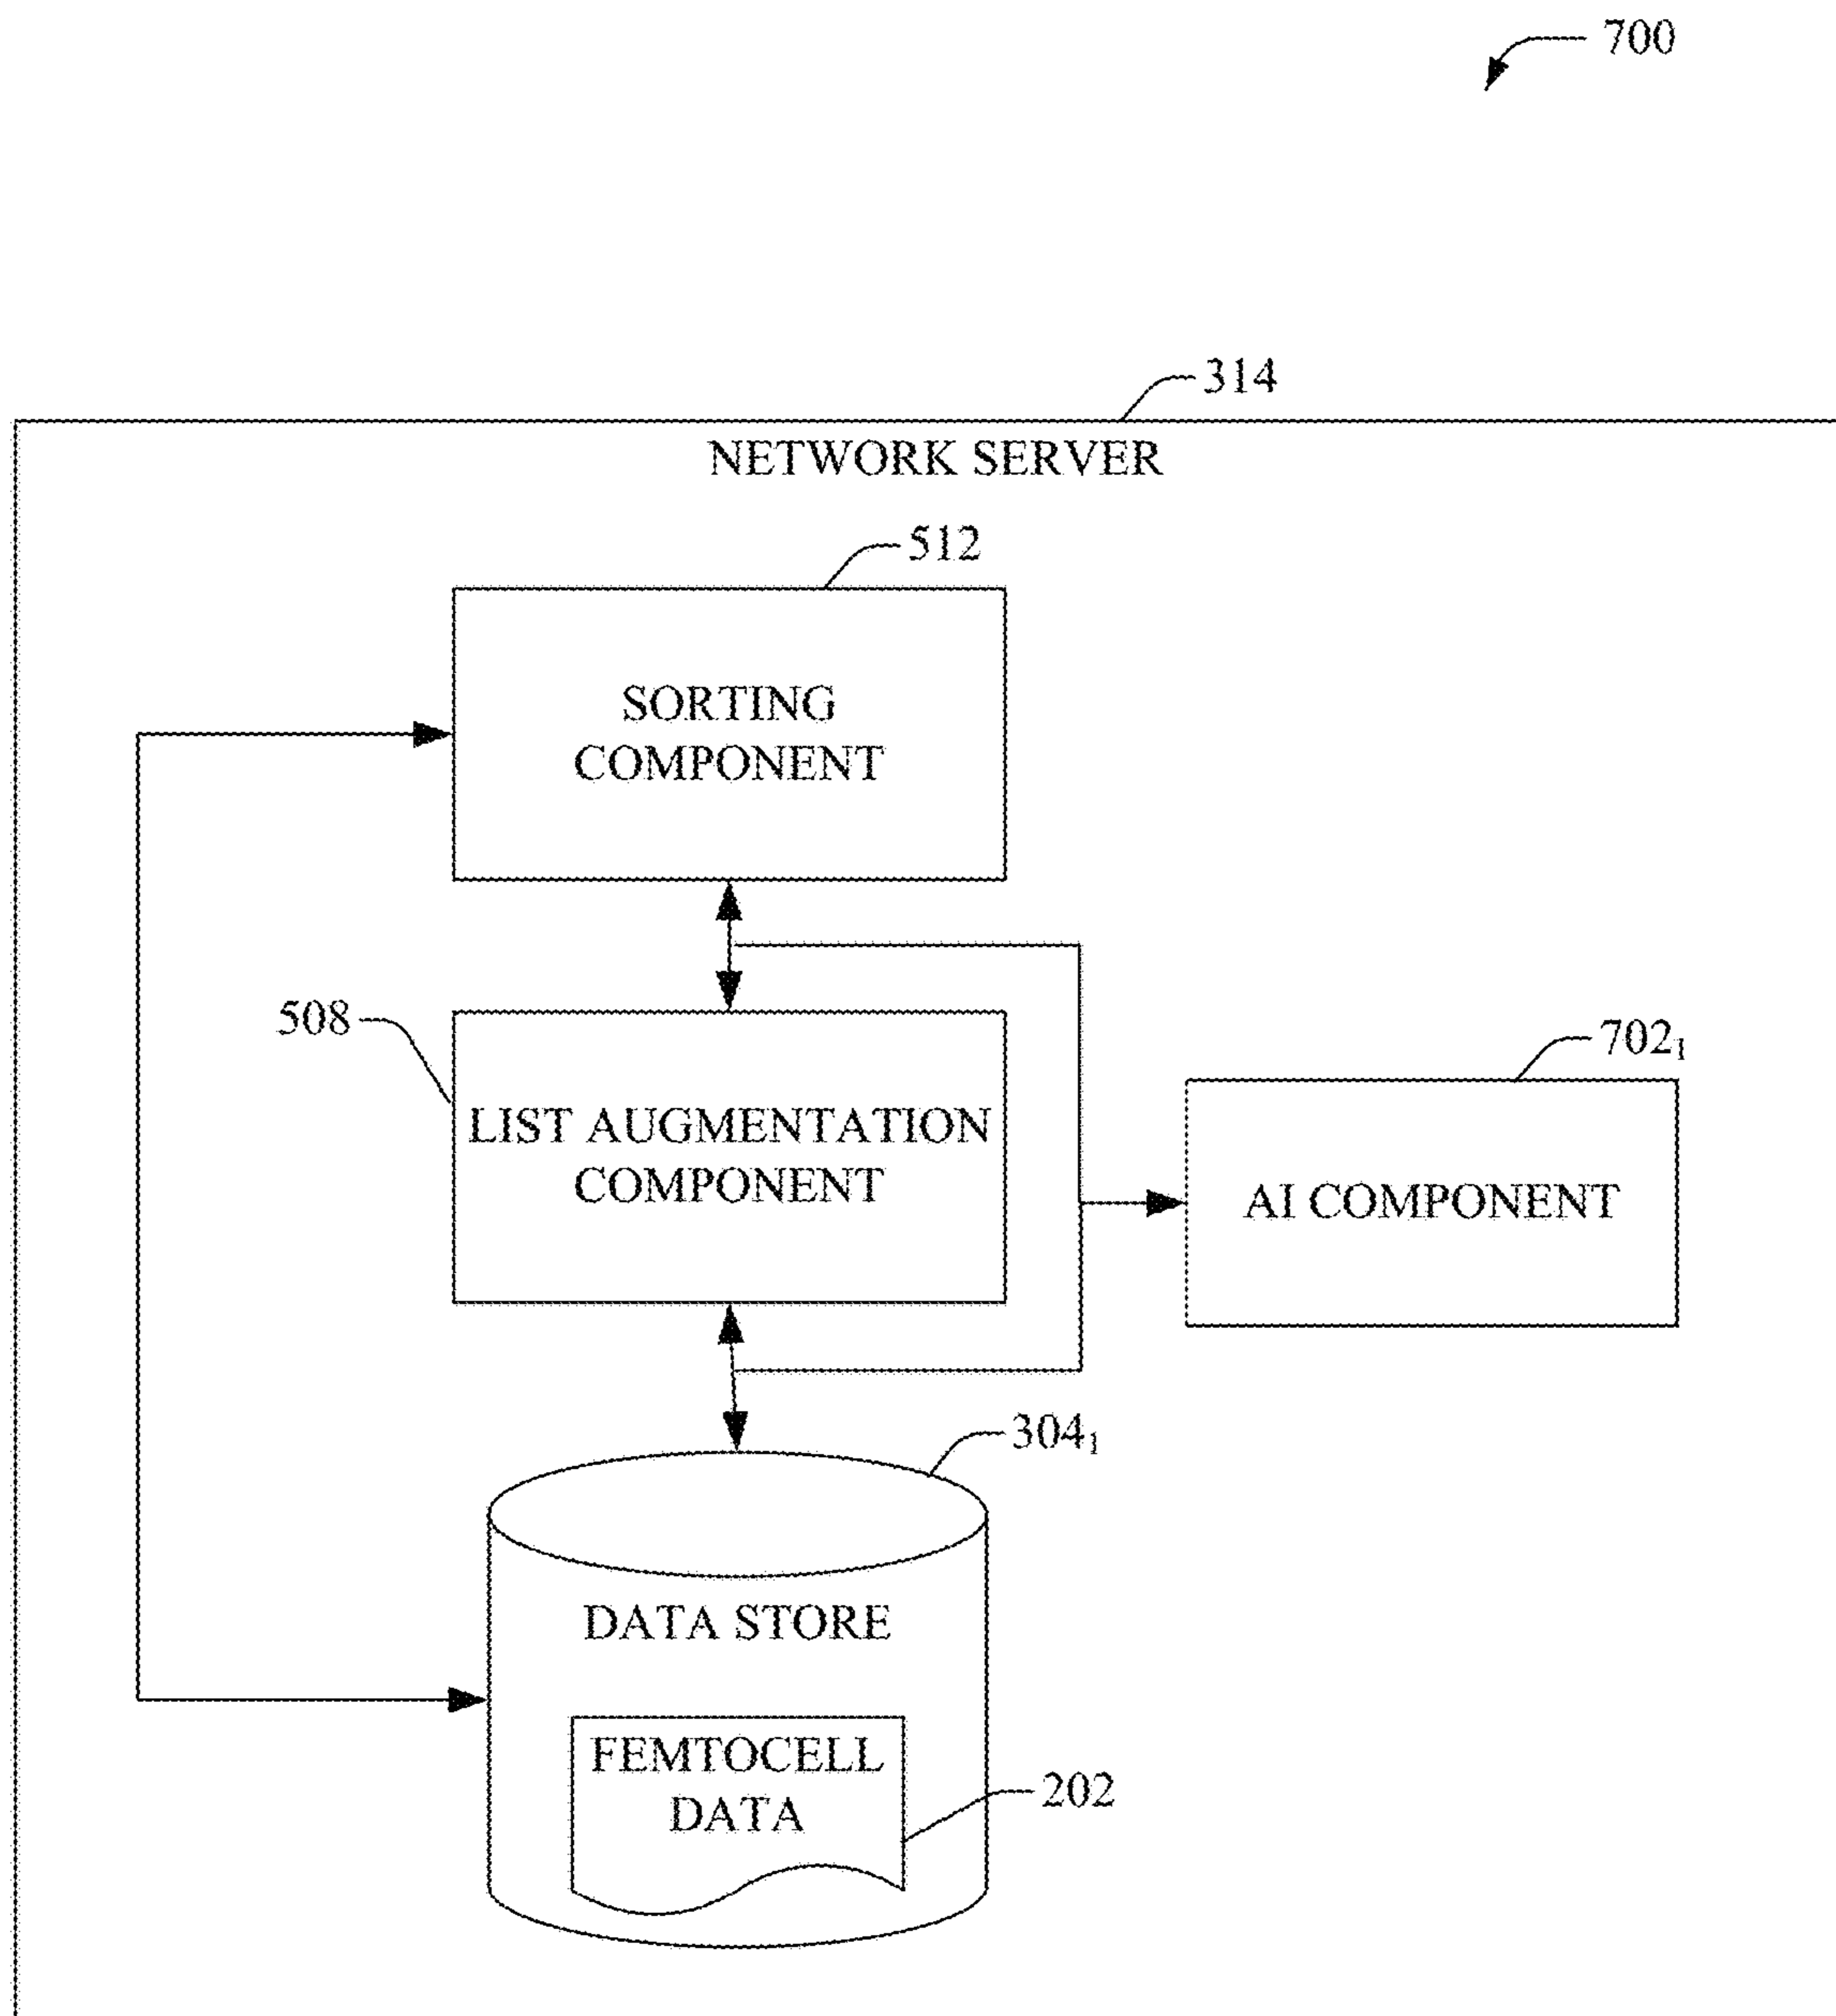 700
314
NETWORK SERVER
512
SORTING
COMPONENT
508
LIST AUGMENTATION
COMPONENT
702₁
AI COMPONENT
304₁
DATA STORE
FEMTOCELL
DATA
202